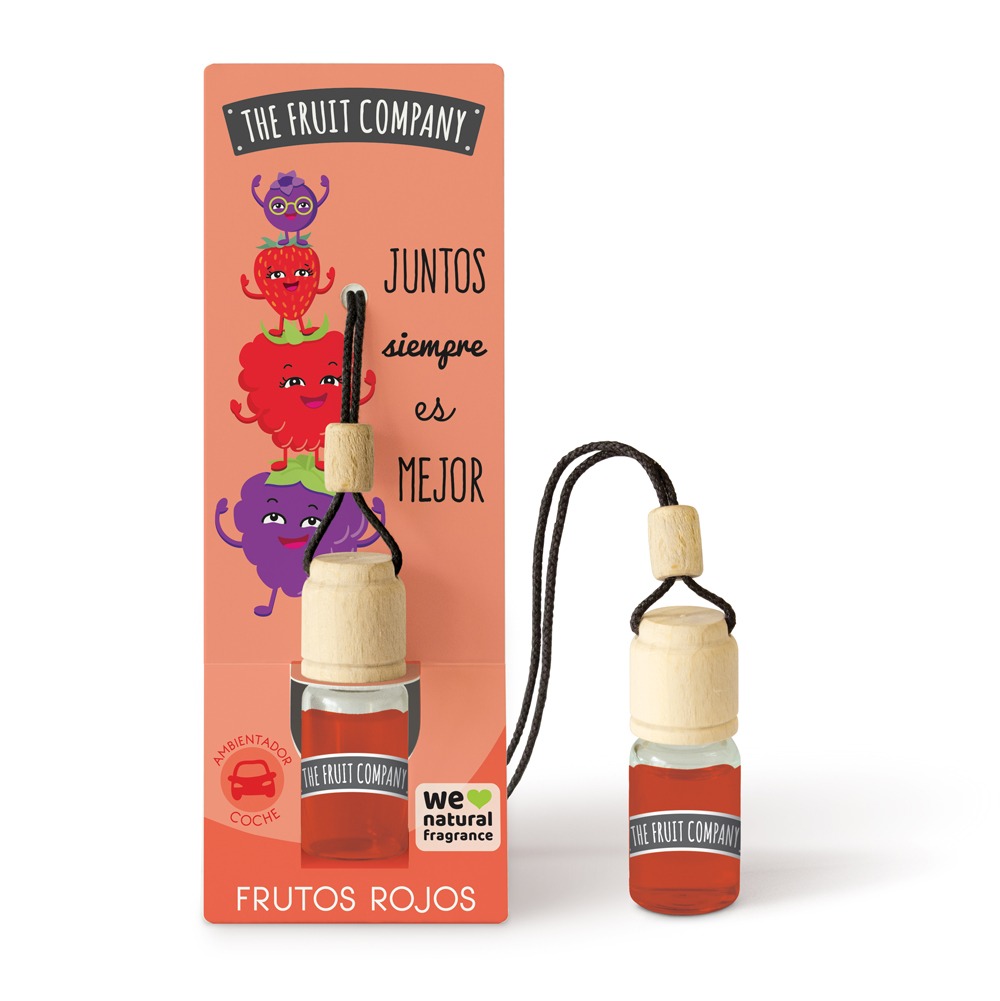 THE FRUIT COMPANY
JUNTOS
siempre
es
MEJOR
AMBIENTADOR
COCHE
THE FRUIT COMPANY
we
natural
fragrance
FRUTOS ROJOS
THE FRUIT COMPANY